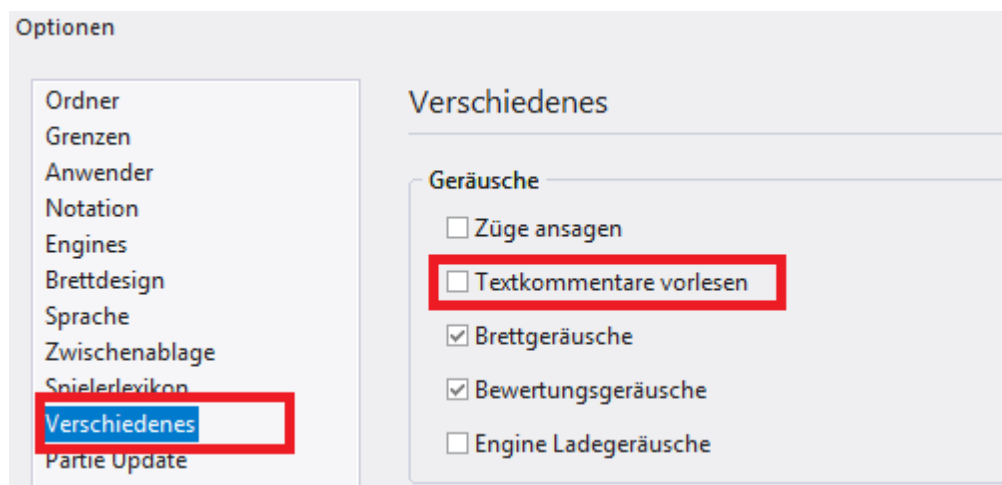 Optionen
Ordner
Grenzen
Anwender
Notation
Engines
Brettdesign
Sprache
Zwischenablage
Spielerlexikon
Verschiedenes
Partie Update
Verschiedenes
Geräusche
Züge ansagen
Textkommentare vorlesen
Brettgeräusche
Bewertungsgeräusche
Engine Ladegeräusche